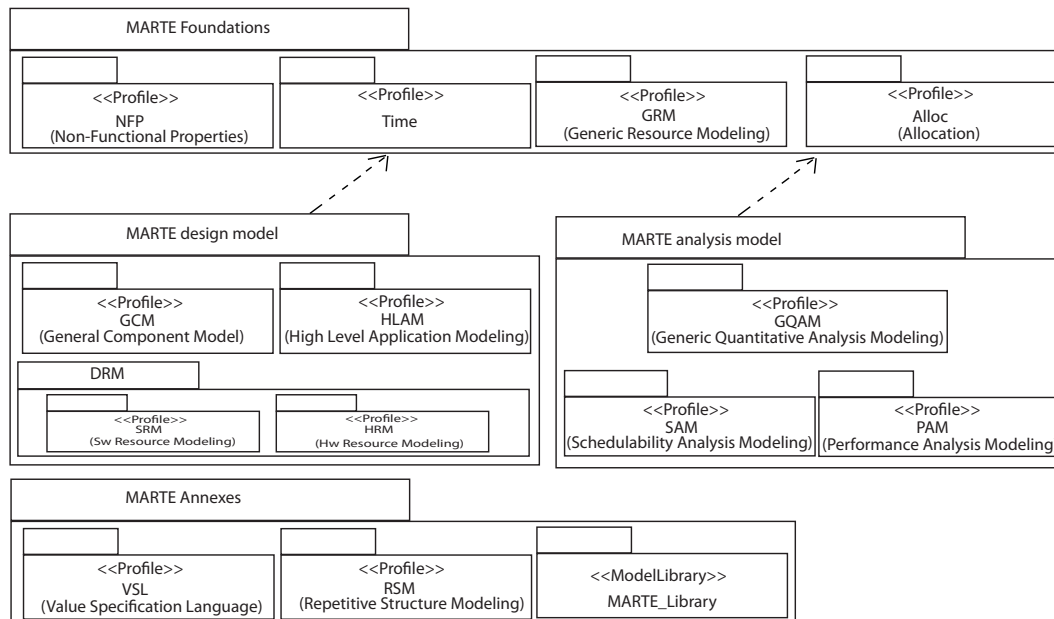 MARTE Foundations
<<Profile>>
NFP
(Non-Functional Properties)
<<Profile>>
Time
<<Profile>>
GRM
(Generic Resource Modeling)
<<Profile>>
Alloc
(Allocation)
MARTE design model
<<Profile>>
GCM
(General Component Model)
<<Profile>>
HLAM
(High Level Application Modeling)
DRM
<<Profile>>
SRM
(Sw Resource Modeling)
<<Profile>>
HRM
(Hw Resource Modeling)
MARTE analysis model
<<Profile>>
GQAM
(Generic Quantitative Analysis Modeling)
<<Profile>>
SAM
(Schedulability Analysis Modeling)
<<Profile>>
PAM
(Performance Analysis Modeling)
MARTE Annexes
<<Profile>>
VSL
(Value Specification Language)
<<Profile>>
RSM
(Repetitive Structure Modeling)
<<ModelLibrary>>
MARTE_Library